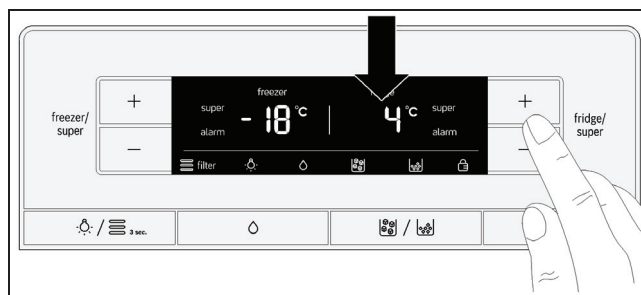 freezer
super
-18°C
4°C
super
alarm
alarm
filter
freezer/
super
+
−
+
−
fridge/
super
/ 3 sec.
/